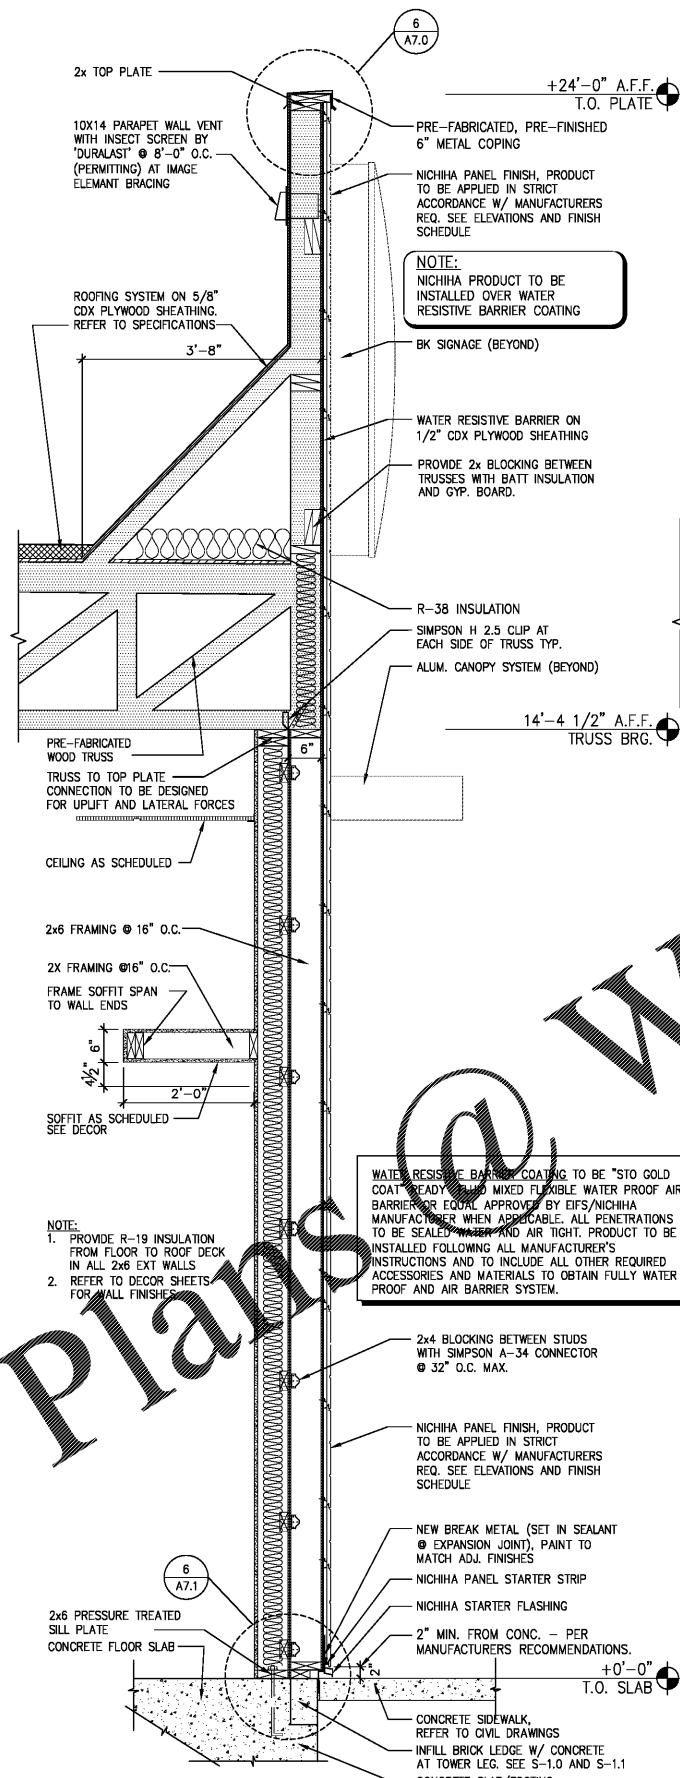 6
A7.0
2x TOP PLATE
+24'-0" A.F.F.
T.O. PLATE
10X14 PARAPET WALL VENT
WITH INSECT SCREEN BY
'DURALAST' @ 8'-0" O.C.
(PERMITTING) AT IMAGE
ELEMANT BRACING
PRE-FABRICATED, PRE-FINISHED
6" METAL COPING
NICHIHA PANEL FINISH, PRODUCT
TO BE APPLIED IN STRICT
ACCORDANCE W/ MANUFACTURERS
REQ. SEE ELEVATIONS AND FINISH
SCHEDULE
NOTE:
NICHIHA PRODUCT TO BE
INSTALLED OVER WATER
RESISTIVE BARRIER COATING
ROOFING SYSTEM ON 5/8"
CDX PLYWOOD SHEATHING.
REFER TO SPECIFICATIONS
3'-8"
BK SIGNAGE (BEYOND)
WATER RESISTIVE BARRIER ON
1/2" CDX PLYWOOD SHEATHING
PROVIDE 2x BLOCKING BETWEEN
TRUSSES WITH BATT INSULATION
AND GYP. BOARD.
R-38 INSULATION
SIMPSON H 2.5 CLIP AT
EACH SIDE OF TRUSS TYP.
ALUM. CANOPY SYSTEM (BEYOND)
14'-4 1/2" A.F.F.
TRUSS BRG.
PRE-FABRICATED
WOOD TRUSS
6"
TRUSS TO TOP PLATE
CONNECTION TO BE DESIGNED
FOR UPLIFT AND LATERAL FORCES
CEILING AS SCHEDULED
2x6 FRAMING @ 16" O.C.
2X FRAMING @16" O.C.
FRAME SOFFIT SPAN
TO WALL ENDS
6"
4½"
2'-0"
SOFFIT AS SCHEDULED
SEE DECOR
WATER RESISTIVE BARRIER COATING TO BE "STO GOLD
COAT" READY FLUID MIXED FLEXIBLE WATER PROOF AIR
BARRIER OR EQUAL APPROVED BY EIFS/NICHIHA
MANUFACTURER WHEN APPLICABLE. ALL PENETRATIONS
TO BE SEALED WATER AND AIR TIGHT. PRODUCT TO BE
INSTALLED FOLLOWING ALL MANUFACTURER'S
INSTRUCTIONS AND TO INCLUDE ALL OTHER REQUIRED
ACCESSORIES AND MATERIALS TO OBTAIN FULLY WATER
PROOF AND AIR BARRIER SYSTEM.
NOTE:
1. PROVIDE R-19 INSULATION
FROM FLOOR TO ROOF DECK
IN ALL 2x6 EXT WALLS
2. REFER TO DECOR SHEETS
FOR WALL FINISHES
Plans @ W
2x4 BLOCKING BETWEEN STUDS
WITH SIMPSON A-34 CONNECTOR
@ 32" O.C. MAX.
NICHIHA PANEL FINISH, PRODUCT
TO BE APPLIED IN STRICT
ACCORDANCE W/ MANUFACTURERS
REQ. SEE ELEVATIONS AND FINISH
SCHEDULE
NEW BREAK METAL (SET IN SEALANT
@ EXPANSION JOINT), PAINT TO
MATCH ADJ. FINISHES
6
A7.1
NICHIHA PANEL STARTER STRIP
NICHIHA STARTER FLASHING
2x6 PRESSURE TREATED
SILL PLATE
CONCRETE FLOOR SLAB
2" MIN. FROM CONC. - PER
MANUFACTURERS RECOMMENDATIONS.
2"
+0'-0"
T.O. SLAB
CONCRETE SIDEWALK,
REFER TO CIVIL DRAWINGS
INFILL BRICK LEDGE W/ CONCRETE
AT TOWER LEG. SEE S-1.0 AND S-1.1